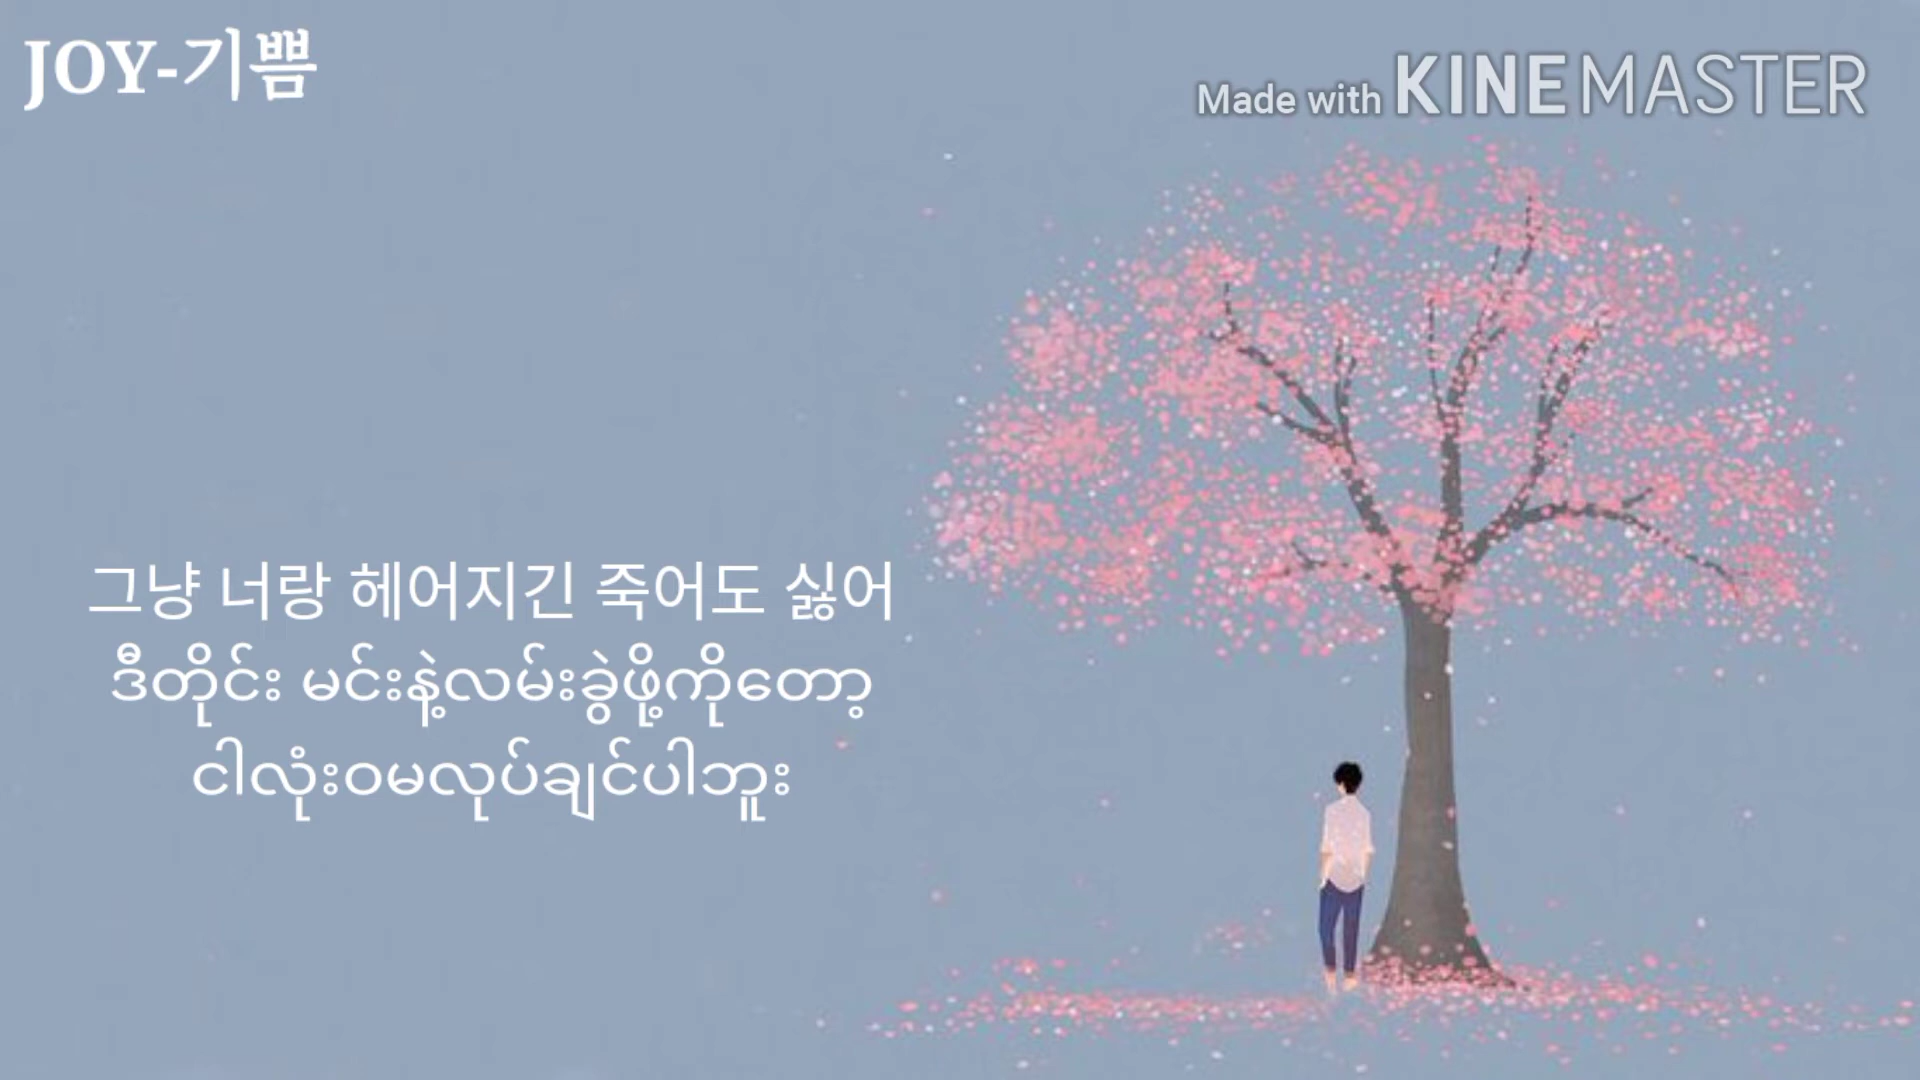 JOY-기쁨
Made with KINEMASTER
그냥 너랑 헤어지긴 죽어도 싫어
ဒီတိုင်း မင်းနဲ့လမ်းခွဲဖို့ကိုတော့
ငါလုံးဝမလုပ်ချင်ပါဘူး